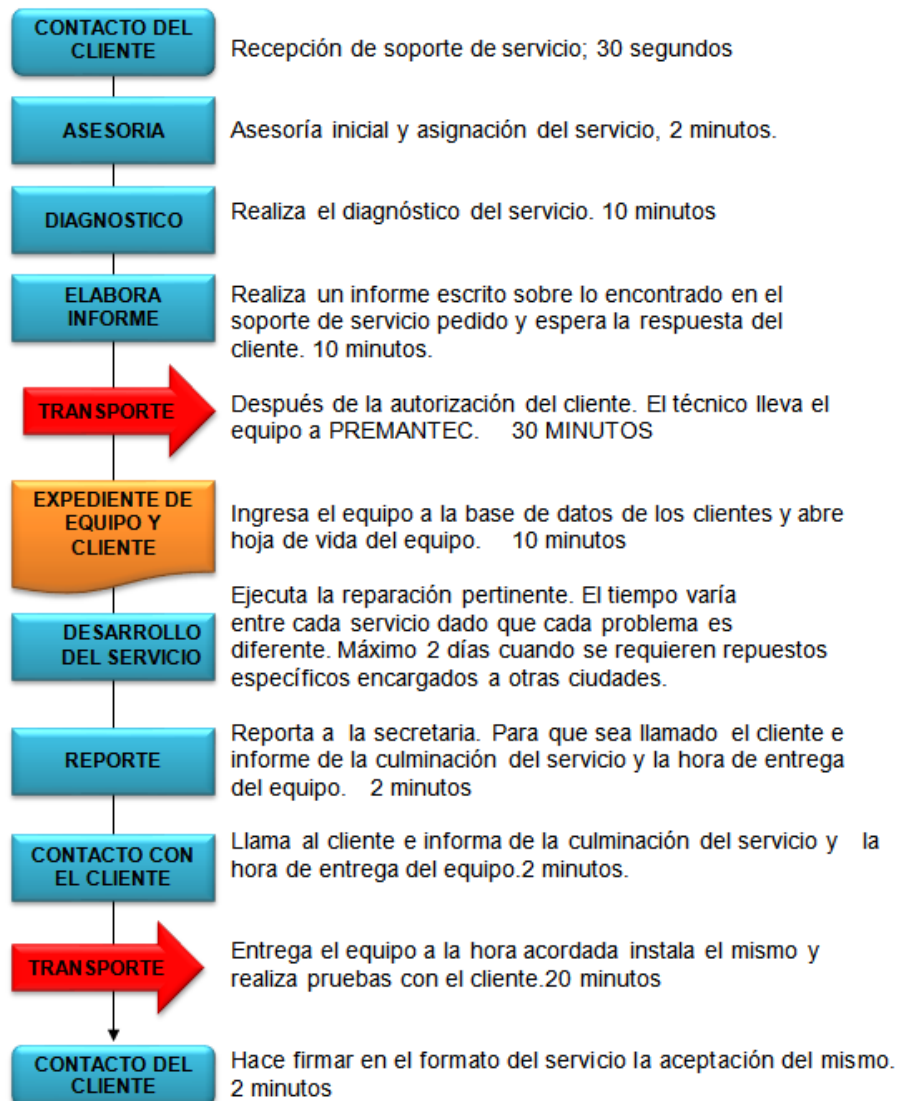 CONTACTO DEL
CLIENTE
Recepción de soporte de servicio; 30 segundos
ASESORIA
Asesoría inicial y asignación del servicio, 2 minutos.
DIAGNOSTICO
Realiza el diagnóstico del servicio. 10 minutos
ELABORA
INFORME
Realiza un informe escrito sobre lo encontrado en el
soporte de servicio pedido y espera la respuesta del
cliente. 10 minutos.
TRANSPORTE
Después de la autorización del cliente. El técnico lleva el
equipo a PREMANTEC. 30 MINUTOS
EXPEDIENTE DE
EQUIPO Y
CLIENTE
Ingresa el equipo a la base de datos de los clientes y abre
hoja de vida del equipo. 10 minutos
DESARROLLO
DEL SERVICIO
Ejecuta la reparación pertinente. El tiempo varía
entre cada servicio dado que cada problema es
diferente. Máximo 2 días cuando se requieren repuestos
específicos encargados a otras ciudades.
REPORTE
Reporta a la secretaria. Para que sea llamado el cliente e
informe de la culminación del servicio y la hora de entrega
del equipo. 2 minutos
CONTACTO CON
EL CLIENTE
Llama al cliente e informa de la culminación del servicio y la
hora de entrega del equipo.2 minutos.
TRANSPORTE
Entrega el equipo a la hora acordada instala el mismo y
realiza pruebas con el cliente.20 minutos
CONTACTO DEL
CLIENTE
Hace firmar en el formato del servicio la aceptación del mismo.
2 minutos